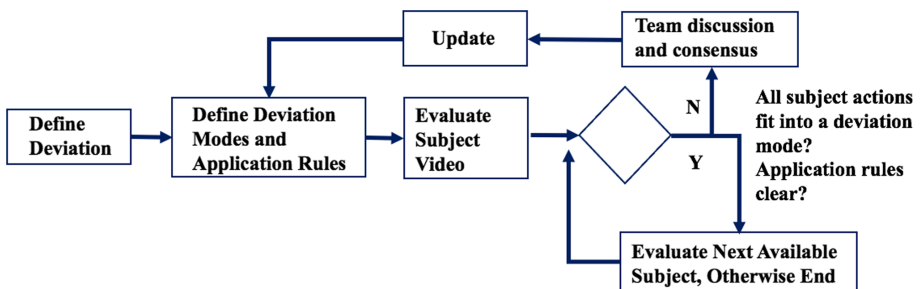 Update
Team discussion
and consensus
Define
Deviation
Define Deviation
Modes and
Application Rules
Evaluate
Subject
Video
N
Y
All subject actions
fit into a deviation
mode?
Application rules
clear?
Evaluate Next Available
Subject, Otherwise End